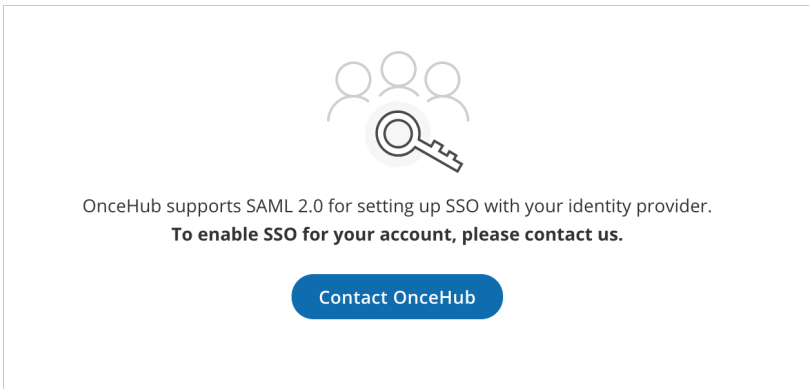 OnceHub supports SAML 2.0 for setting up SSO with your identity provider.
To enable SSO for your account, please contact us.
Contact OnceHub